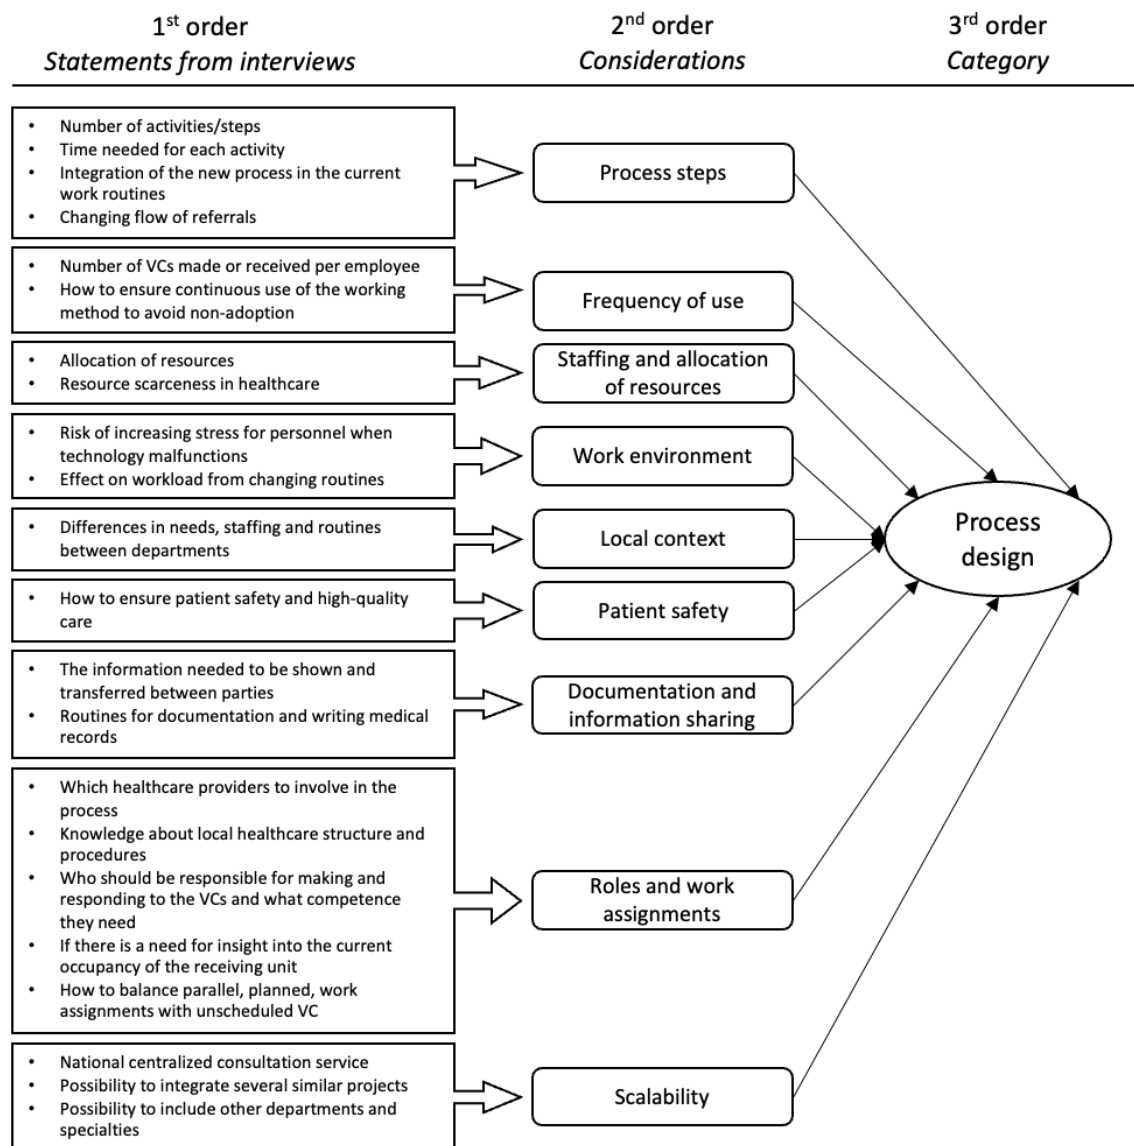 1st order
Statements from interviews
2nd order
Considerations
3rd order
Category
• Number of activities/steps
• Time needed for each activity
• Integration of the new process in the current
work routines
• Changing flow of referrals
Process steps
• Number of VCs made or received per employee
• How to ensure continuous use of the working
method to avoid non-adoption
Frequency of use
• Allocation of resources
• Resource scarceness in healthcare
Staffing and allocation
of resources
• Risk of increasing stress for personnel when
technology malfunctions
• Effect on workload from changing routines
Work environment
• Differences in needs, staffing and routines
between departments
Local context
• How to ensure patient safety and high-quality
care
Patient safety
• The information needed to be shown and
transferred between parties
• Routines for documentation and writing medical
records
Documentation and
information sharing
• Which healthcare providers to involve in the
process
• Knowledge about local healthcare structure and
procedures
• Who should be responsible for making and
responding to the VCs and what competence
they need
• If there is a need for insight into the current
occupancy of the receiving unit
• How to balance parallel, planned, work
assignments with unscheduled VC
Roles and work
assignments
• National centralized consultation service
• Possibility to integrate several similar projects
• Possibility to include other departments and
specialties
Scalability
Process
design